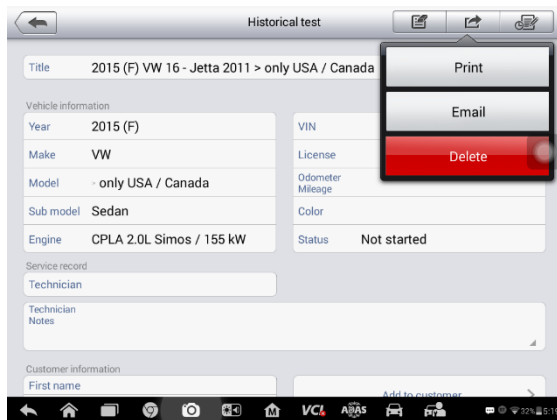 Historical test
Title 2015 (F) VW 16 - Jetta 2011 > only USA / Canada
Print
Email
Delete
Vehicle information
Year 2015 (F)
VIN
Make VW
License
Model > only USA / Canada
Odometer
Mileage
Sub model Sedan
Color
Engine CPLA 2.0L Simos / 155 kW
Status Not started
Service record
Technician
Technician
Notes
Customer information
First name
Add to customer
VCI
32%